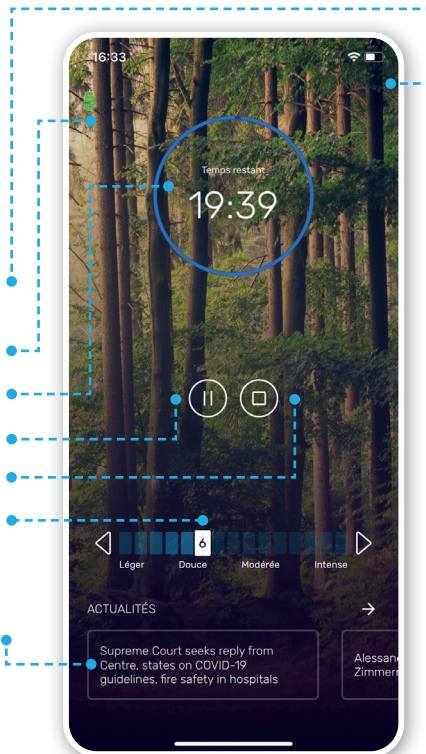 16:33
Temps restant
19:39
6
Léger Douce Modérée Intense
ACTUALITÉS
Supreme Court seeks reply from
Centre, states on COVID-19
guidelines, fire safety in hospitals